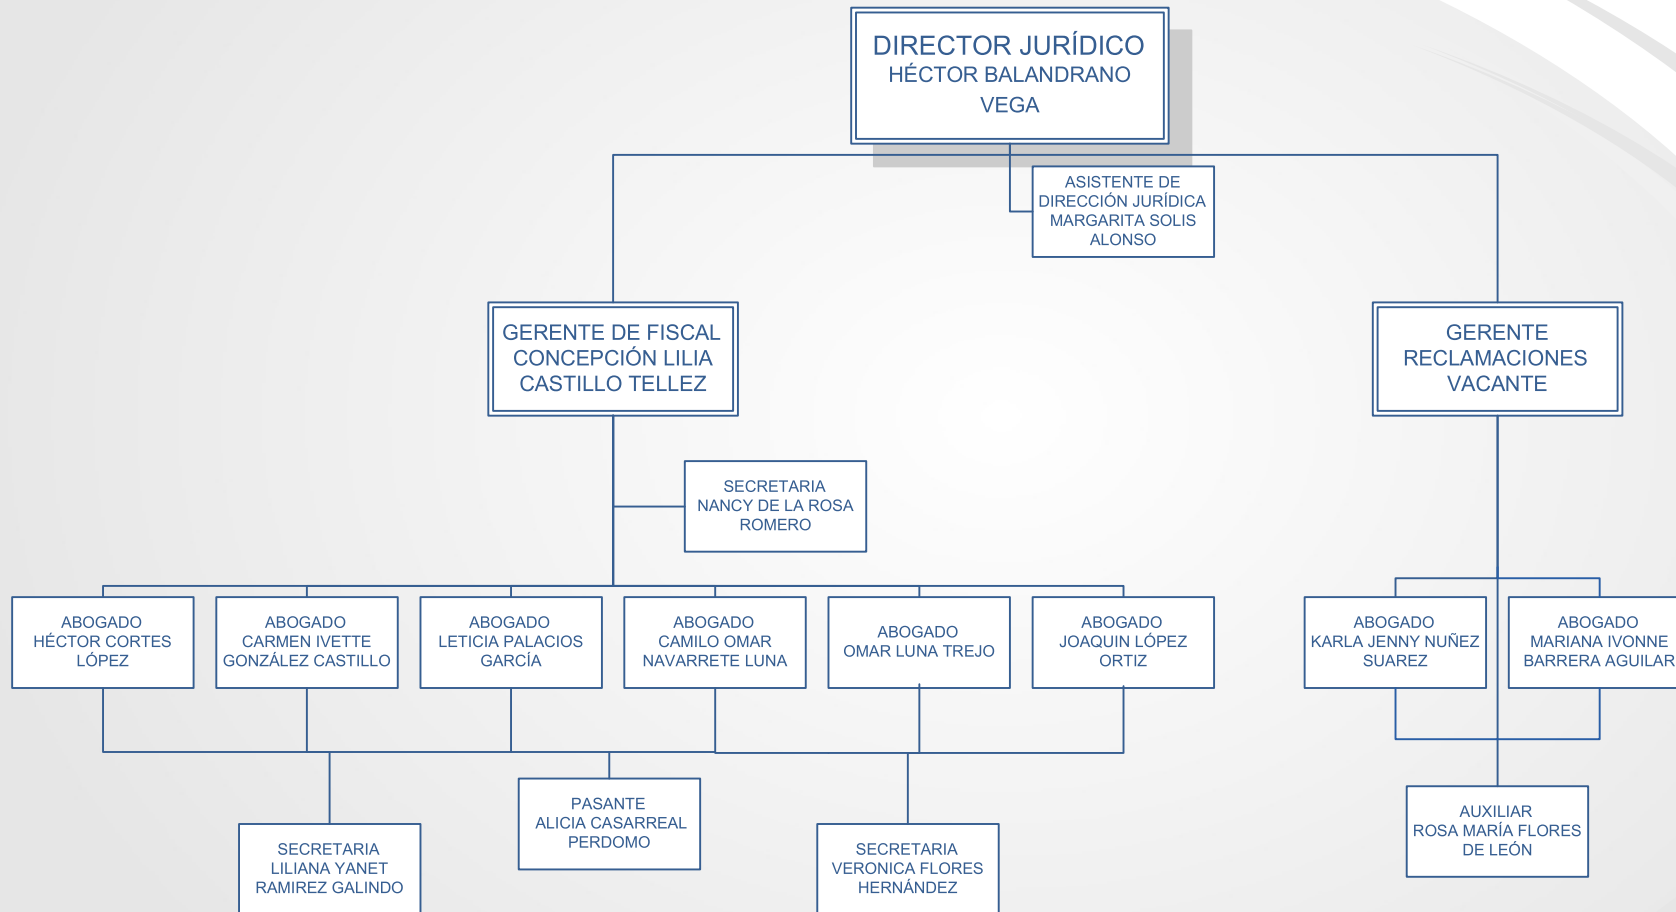 DIRECTOR JURÍDICO
HÉCTOR BALANDRANO
VEGA
ASISTENTE DE
DIRECCIÓN JURÍDICA
MARGARITA SOLIS
ALONSO
GERENTE DE FISCAL
CONCEPCIÓN LILIA
CASTILLO TELLEZ
GERENTE
RECLAMACIONES
VACANTE
SECRETARIA
NANCY DE LA ROSA
ROMERO
ABOGADO
HÉCTOR CORTES
LÓPEZ
ABOGADO
CARMEN IVETTE
GONZÁLEZ CASTILLO
ABOGADO
LETICIA PALACIOS
GARCÍA
ABOGADO
CAMILO OMAR
NAVARRETE LUNA
ABOGADO
OMAR LUNA TREJO
ABOGADO
JOAQUIN LÓPEZ
ORTIZ
ABOGADO
KARLA JENNY NUÑEZ
SUAREZ
ABOGADO
MARIANA IVONNE
BARRERA AGUILAR
PASANTE
ALICIA CASARREAL
PERDOMO
AUXILIAR
ROSA MARÍA FLORES
DE LEÓN
SECRETARIA
LILIANA YANET
RAMIREZ GALINDO
SECRETARIA
VERONICA FLORES
HERNÁNDEZ